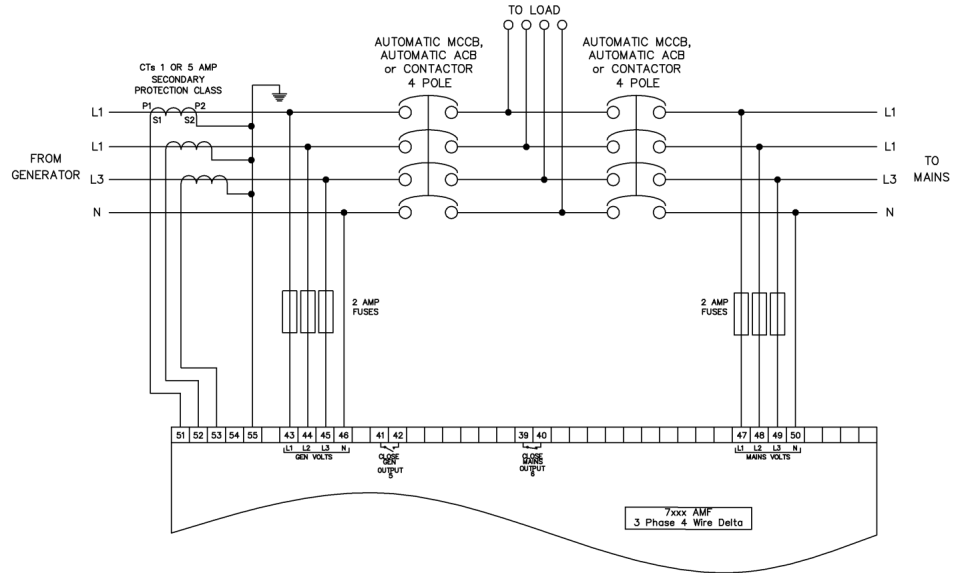 TO LOAD
AUTOMATIC MCCB,
AUTOMATIC ACB
or CONTACTOR
4 POLE
AUTOMATIC MCCB,
AUTOMATIC ACB
or CONTACTOR
4 POLE
CTs 1 OR 5 AMP
SECONDARY
PROTECTION CLASS
P1 P2
S1 S2
L1
L1
L3
N
FROM
GENERATOR
L1
L1
L3
N
TO
MAINS
2 AMP
FUSES
2 AMP
FUSES
51 52 53 54 55 43 44 45 46 41 42 39 40 47 48 49 50
L1 L2 L3 N
GEN VOLTS
CLOSE
GEN
OUTPUT
5
CLOSE
MAINS
OUTPUT
6
L1 L2 L3 N
MAINS VOLTS
7xxx AMF
3 Phase 4 Wire Delta